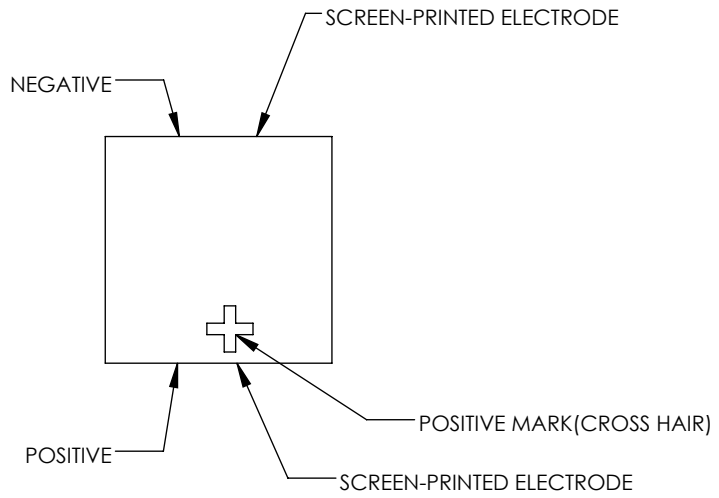 SCREEN-PRINTED ELECTRODE
NEGATIVE
POSITIVE MARK(CROSS HAIR)
POSITIVE
SCREEN-PRINTED ELECTRODE